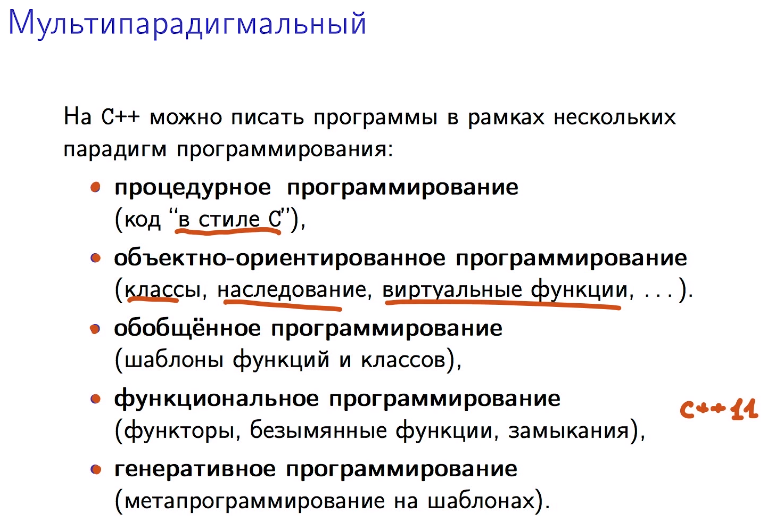 Мультипарадигмальный
На C++ можно писать программы в рамках нескольких
парадигм программирования:
• процедурное программирование
(код “в стиле C”),
• объектно-ориентированное программирование
(классы, наследование, виртуальные функции, ...).
• обобщённое программирование
(шаблоны функций и классов),
• функциональное программирование
(функторы, безымянные функции, замыкания),
C++11
• генеративное программирование
(метапрограммирование на шаблонах).